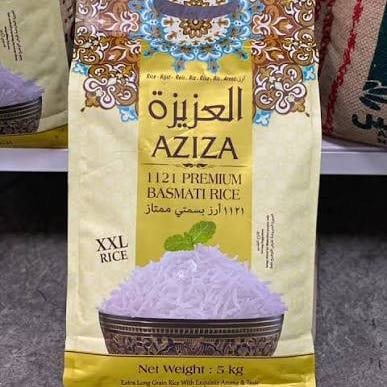 العزيزة
AZIZA
1121 PREMIUM
BASMATI RICE
١١٢١ أرز بسمتي ممتاز
XXL
RICE
Net Weight : 5 kg
Extra Long Grain Rice With Exquisite Aroma & Taste